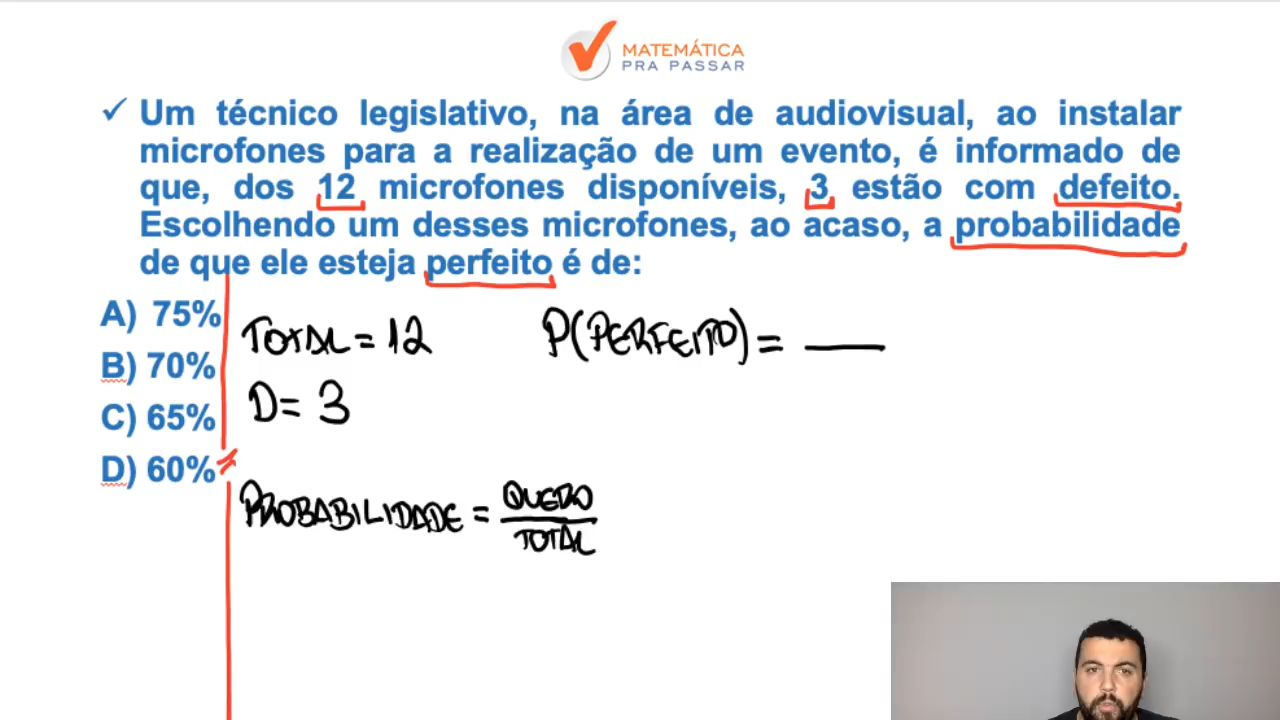 MATEMÁTICA
PRA PASSAR
✓ Um técnico legislativo, na área de audiovisual, ao instalar
microfones para a realização de um evento, é informado de
que, dos 12 microfones disponíveis, 3 estão com defeito.
Escolhendo um desses microfones, ao acaso, a probabilidade
de que ele esteja perfeito é de:
A) 75%
B) 70%
C) 65%
D) 60%
TOTAL = 12
D = 3
P(PERFEITO) = __
PROBABILIDADE = QUERO
TOTAL